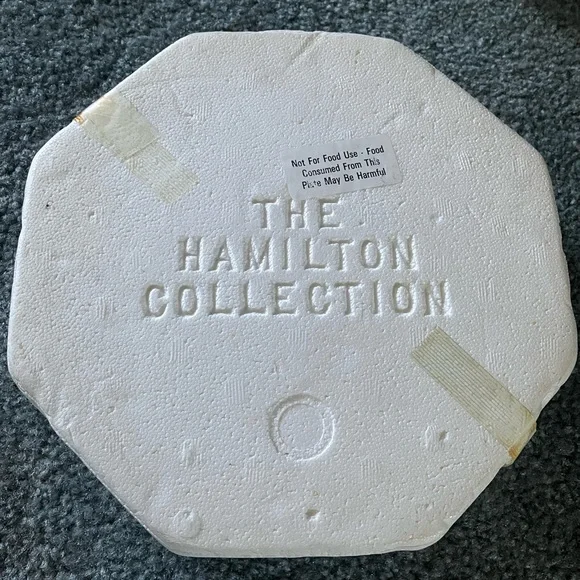 Not For Food Use - Food
Consumed From This
Plate May Be Harmful
THE
HAMILTON
COLLECTION